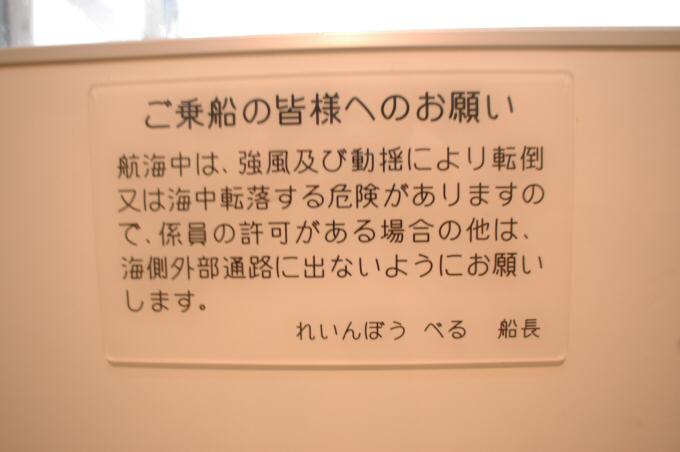 ご乗船の皆様へのお願い
航海中は、強風及び動揺により転倒
又は海中転落する危険がありますの
で、係員の許可がある場合の他は、
海側外部通路に出ないようにお願い
します。
れいんぼう べる 船長